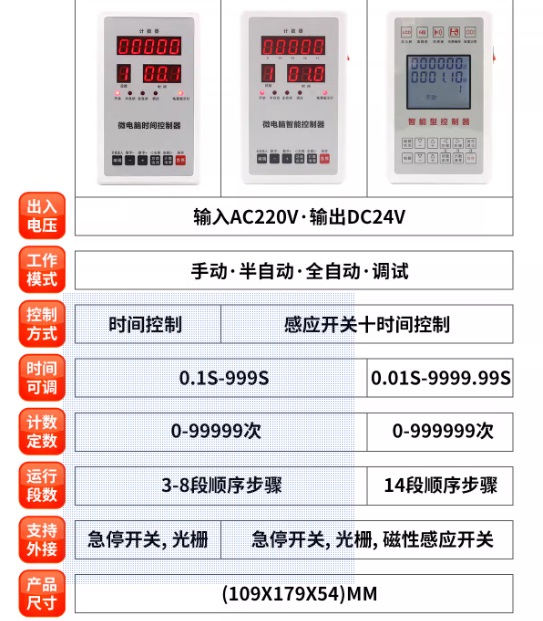 计数器
00000
1 00.1
微电脑时间控制器
计数器
00000
1 01.0
微电脑智能控制器
智能型控制器
出入电压
输入AC220V·输出DC24V
工作模式
手动·半自动·全自动·调试
控制方式
时间控制
感应开关十时间控制
时间可调
0.1S-999S
0.01S-9999.99S
计数定数
0-99999次
0-999999次
运行段数
3-8段顺序步骤
14段顺序步骤
支持外接
急停开关, 光栅
急停开关, 光栅, 磁性感应开关
产品尺寸
(109X179X54)MM